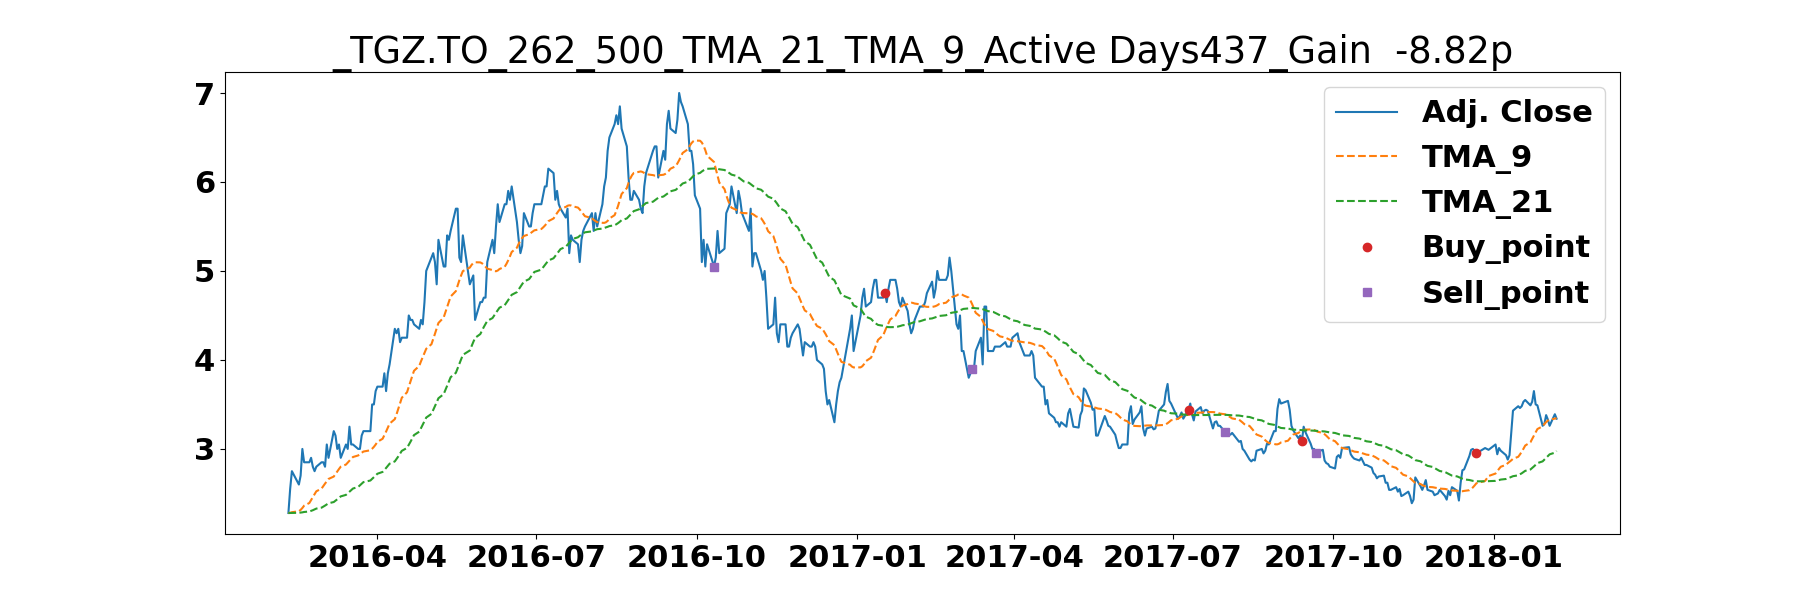 _TGZ.TO_262_500_TMA_21_TMA_9_Active Days437_Gain  -8.82p
7
6
5
4
3
Adj. Close
TMA_9
TMA_21
Buy_point
Sell_point
2016-04 2016-07 2016-10 2017-01 2017-04 2017-07 2017-10 2018-01